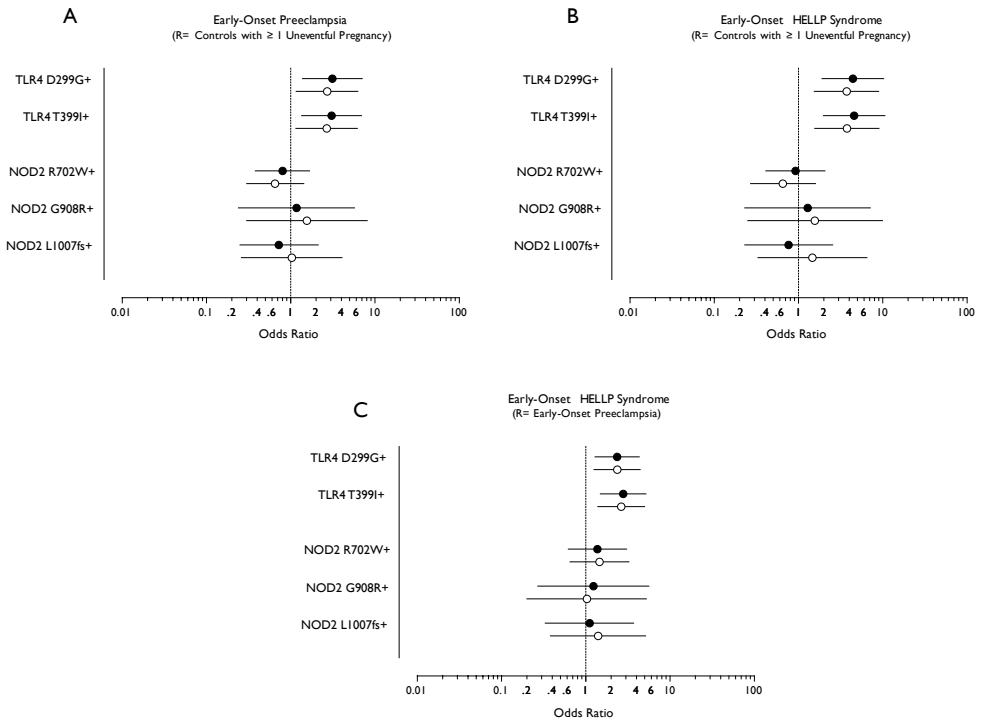 A
Early-Onset Preeclampsia
(R= Controls with ≥ 1 Uneventful Pregnancy)
TLR4 D299G+
TLR4 T399I+
NOD2 R702W+
NOD2 G908R+
NOD2 L1007fs+
0.01 0.1 .2 .4 .6 1 2 4 6 10 100
Odds Ratio
B
Early-Onset HELLP Syndrome
(R= Controls with ≥ 1 Uneventful Pregnancy)
TLR4 D299G+
TLR4 T399I+
NOD2 R702W+
NOD2 G908R+
NOD2 L1007fs+
0.01 0.1 .2 .4 .6 1 2 4 6 10 100
Odds Ratio
C
Early-Onset HELLP Syndrome
(R= Early-Onset Preeclampsia)
TLR4 D299G+
TLR4 T399I+
NOD2 R702W+
NOD2 G908R+
NOD2 L1007fs+
0.01 0.1 .2 .4 .6 1 2 4 6 10 100
Odds Ratio